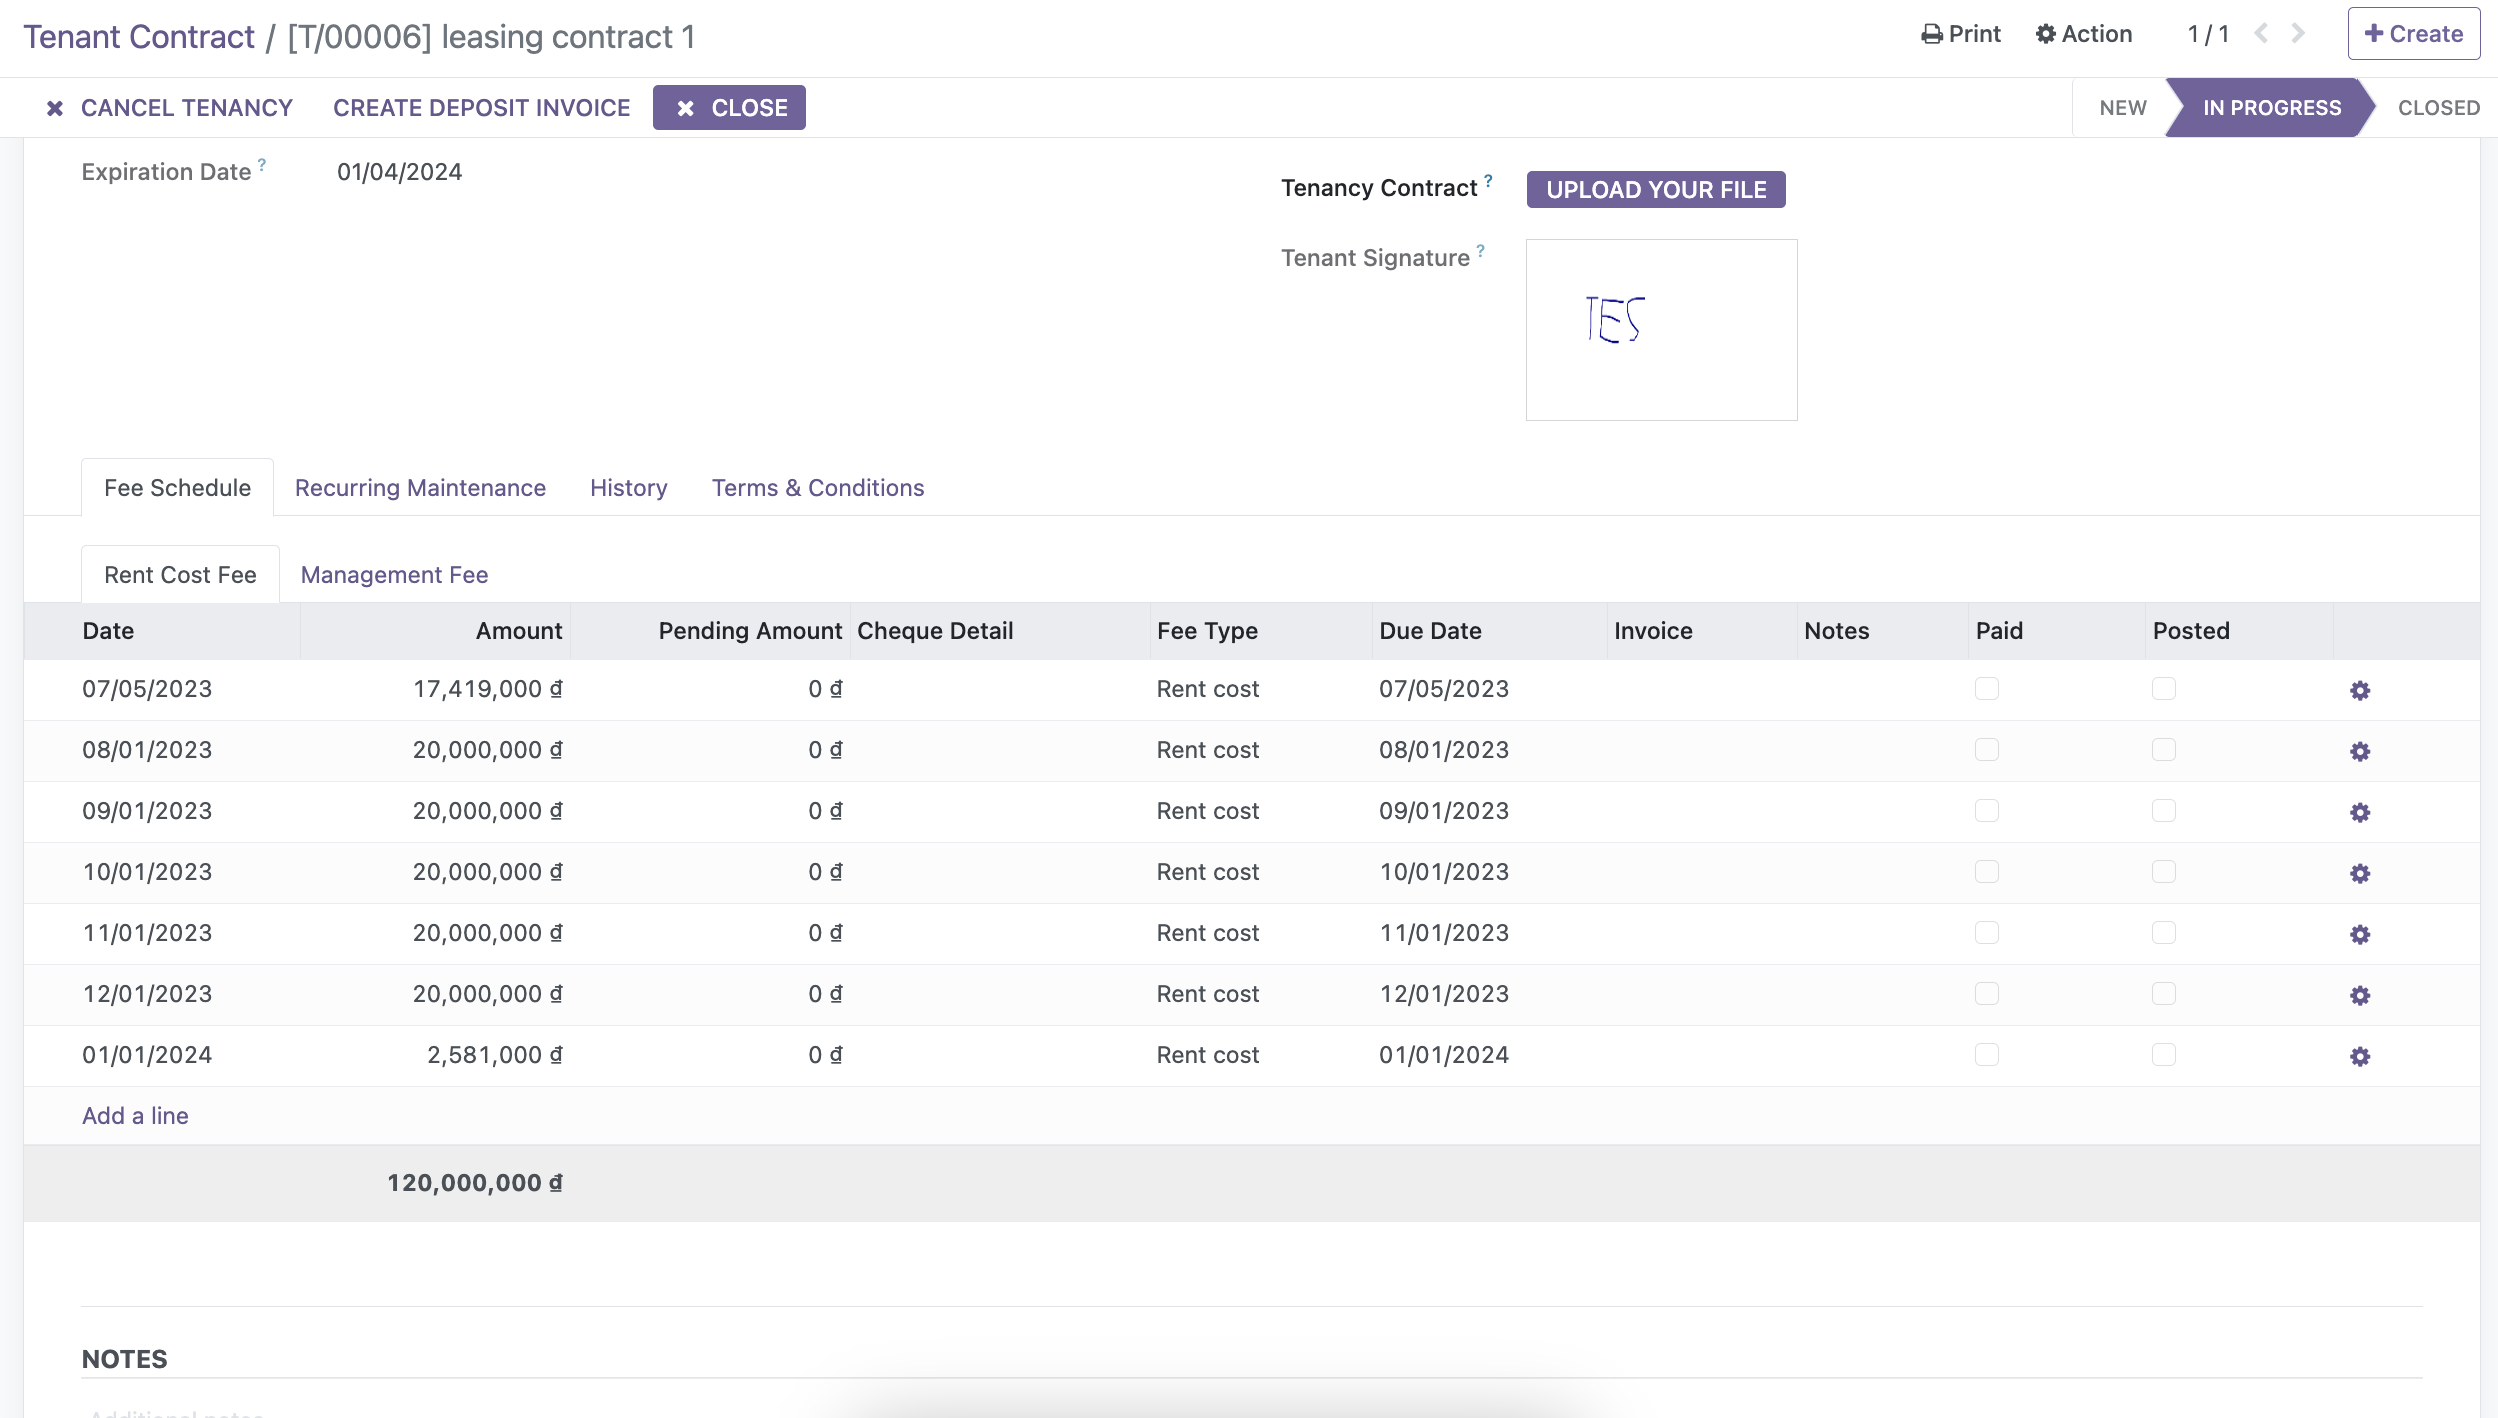 Tenant Contract / [T/00006] leasing contract 1
Print Action 1 / 1 Create
CANCEL TENANCY CREATE DEPOSIT INVOICE CLOSE NEW IN PROGRESS CLOSED
Expiration Date ? 01/04/2024
Tenancy Contract ? UPLOAD YOUR FILE
Tenant Signature ?
TES
Fee Schedule Recurring Maintenance History Terms & Conditions
Rent Cost Fee Management Fee
Date Amount Pending Amount Cheque Detail Fee Type Due Date Invoice Notes Paid Posted
07/05/2023 17,419,000 ₫ 0 ₫ Rent cost 07/05/2023
08/01/2023 20,000,000 ₫ 0 ₫ Rent cost 08/01/2023
09/01/2023 20,000,000 ₫ 0 ₫ Rent cost 09/01/2023
10/01/2023 20,000,000 ₫ 0 ₫ Rent cost 10/01/2023
11/01/2023 20,000,000 ₫ 0 ₫ Rent cost 11/01/2023
12/01/2023 20,000,000 ₫ 0 ₫ Rent cost 12/01/2023
01/01/2024 2,581,000 ₫ 0 ₫ Rent cost 01/01/2024
Add a line
120,000,000 ₫
NOTES
Additional notes